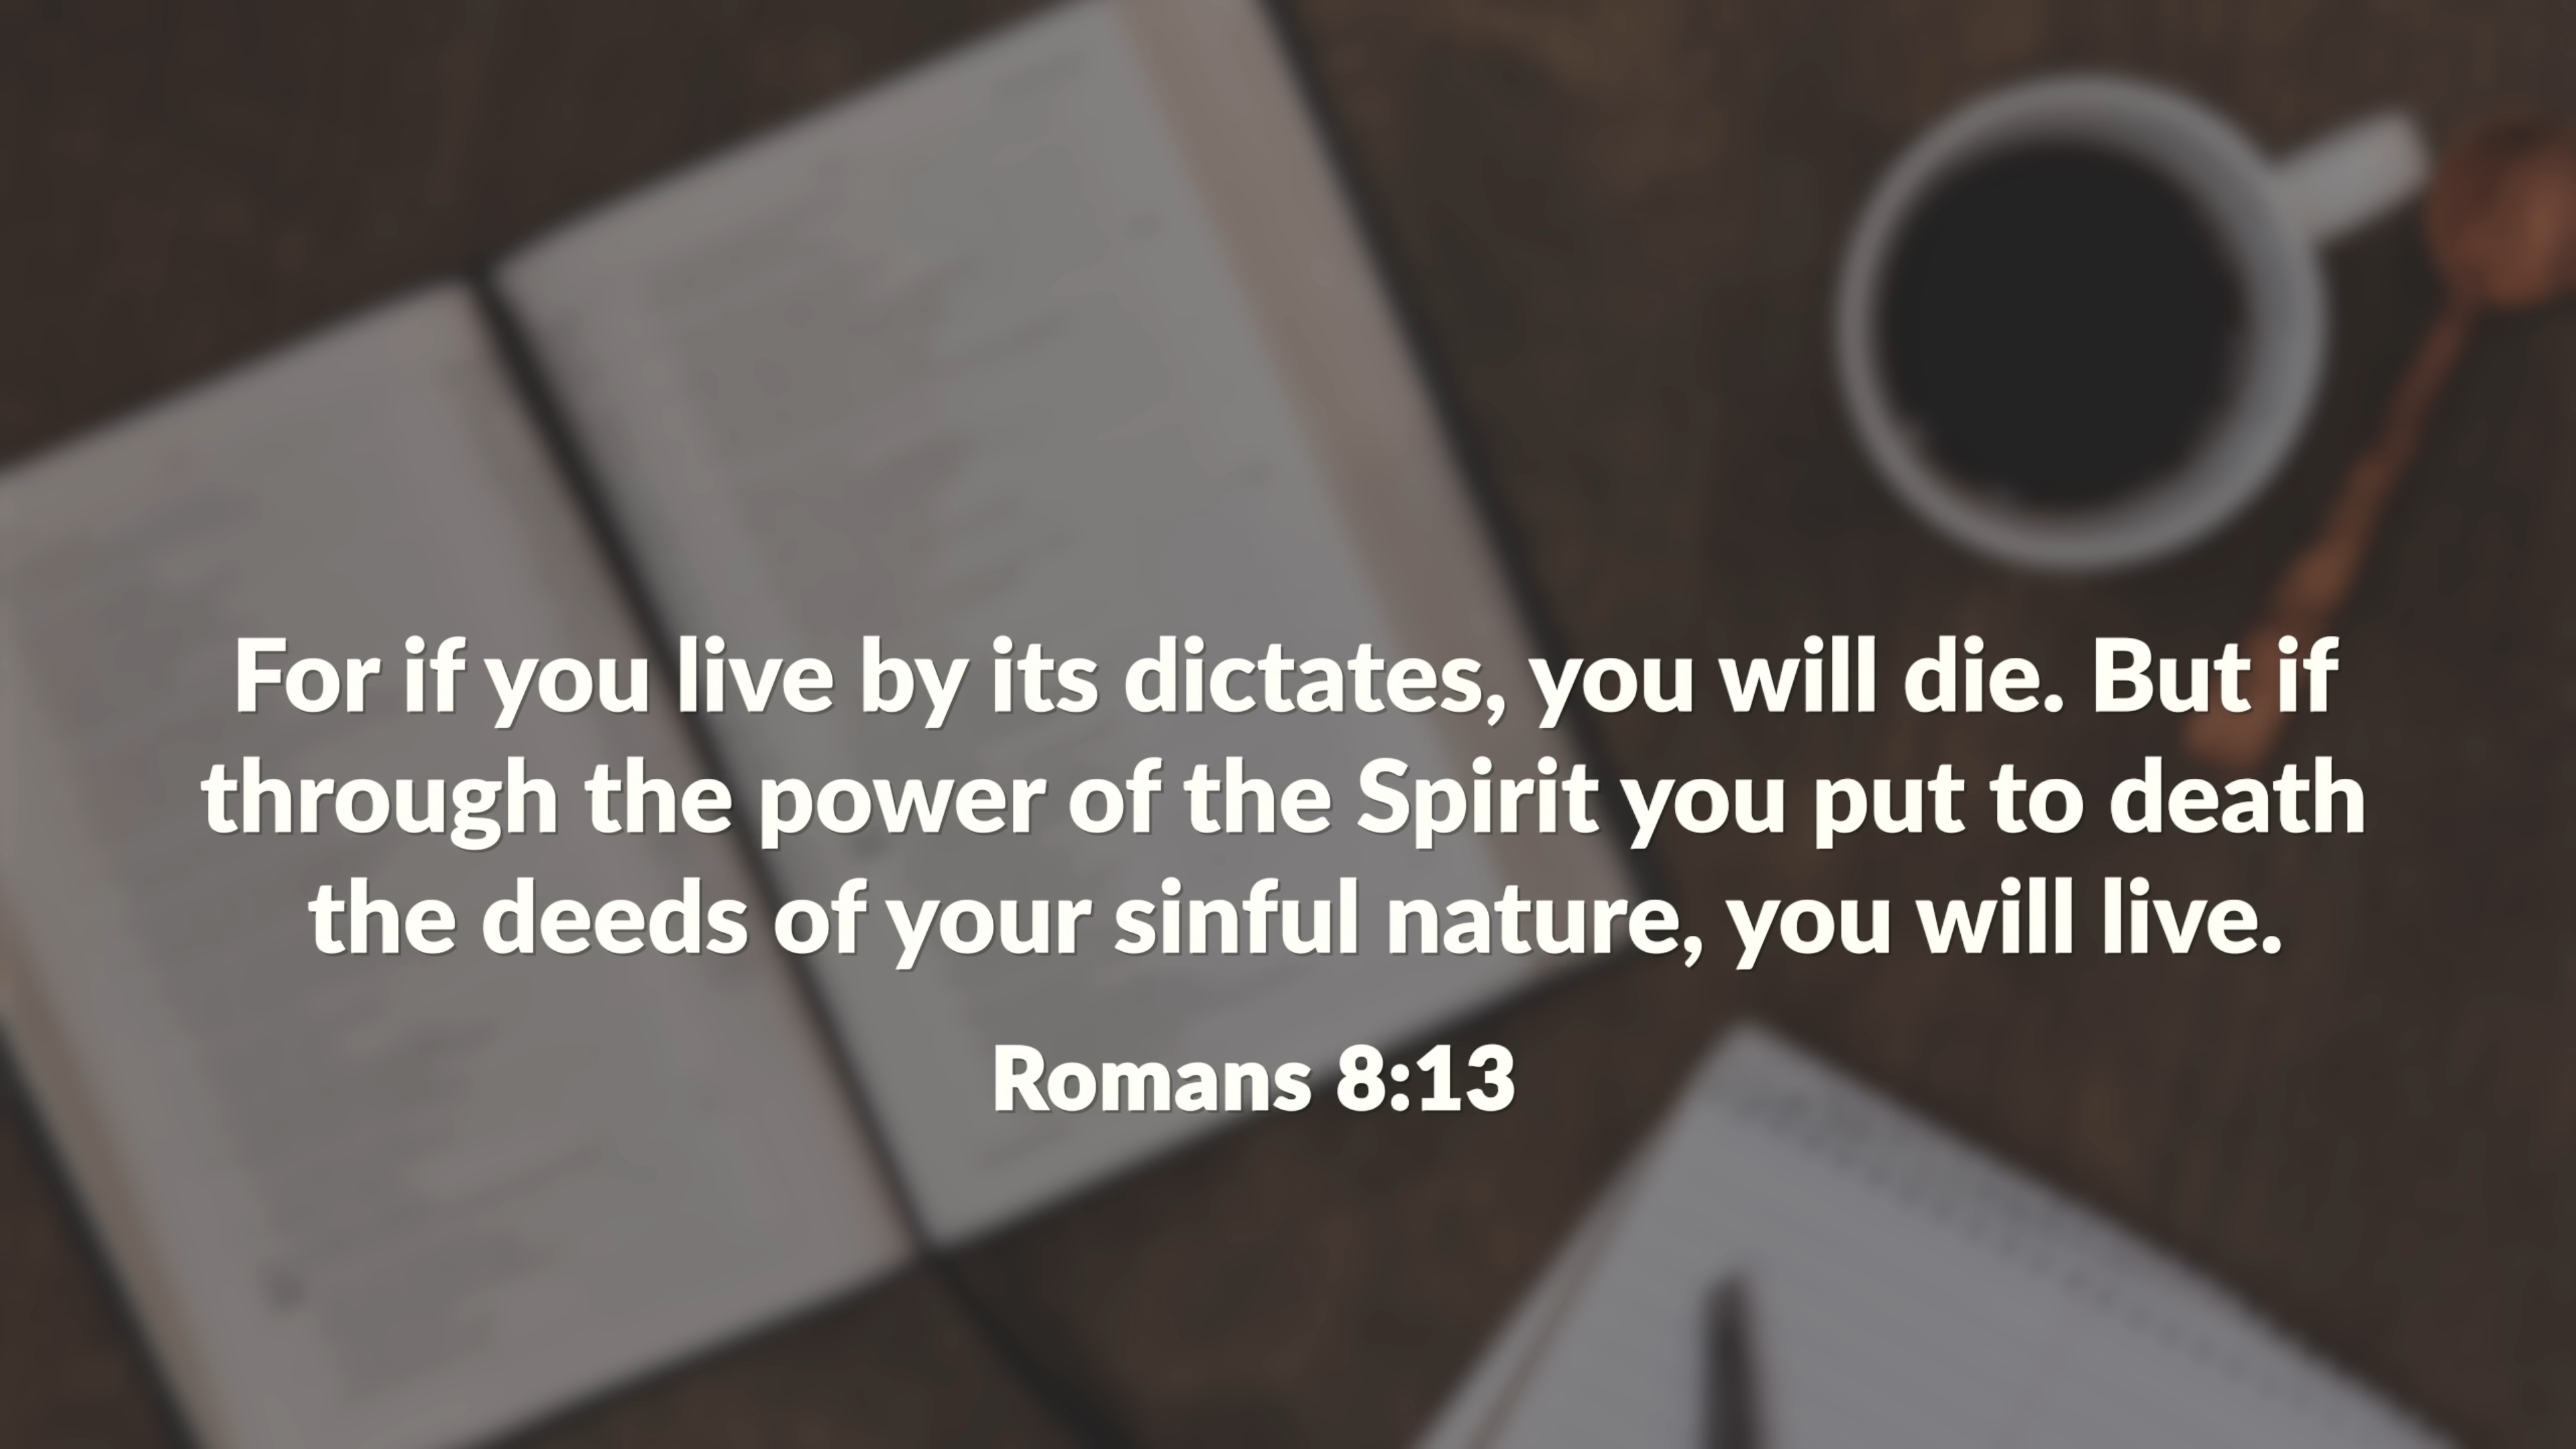 For if you live by its dictates, you will die. But if
through the power of the Spirit you put to death
the deeds of your sinful nature, you will live.
Romans 8:13